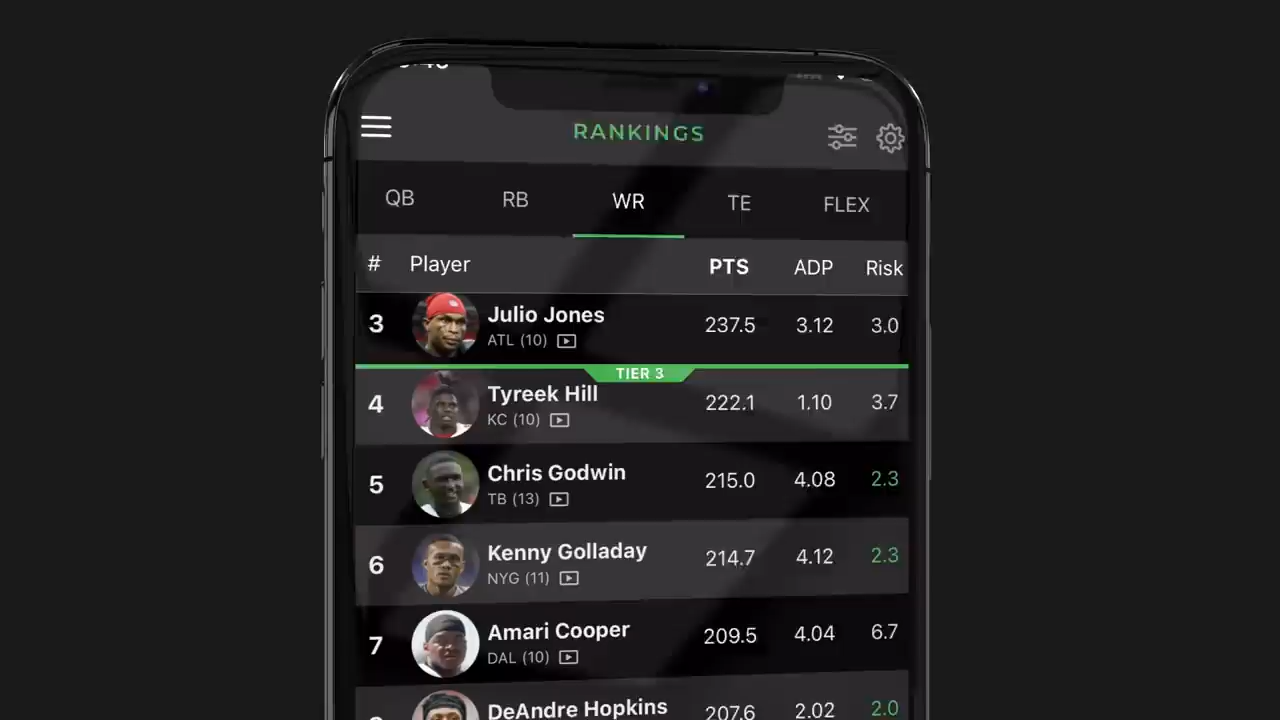 RANKINGS
QB RB WR TE FLEX
# Player PTS ADP Risk
3 Julio Jones 237.5 3.12 3.0
ATL (10)
TIER 3
4 Tyreek Hill 222.1 1.10 3.7
KC (10)
5 Chris Godwin 215.0 4.08 2.3
TB (13)
6 Kenny Golladay 214.7 4.12 2.3
NYG (11)
7 Amari Cooper 209.5 4.04 6.7
DAL (10)
DeAndre Hopkins 207.6 2.02 2.0